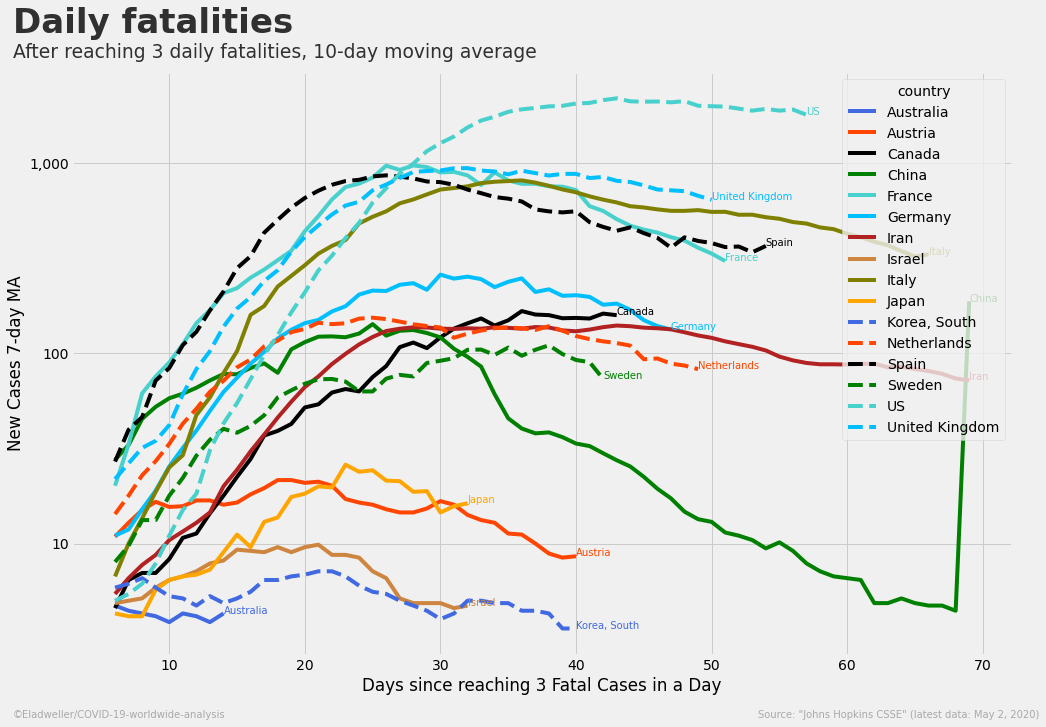 Daily fatalities
After reaching 3 daily fatalities, 10-day moving average
New Cases 7-day MA
1,000
100
10
country
Australia
Austria
Canada
China
France
Germany
Iran
Israel
Italy
Japan
Korea, South
Netherlands
Spain
Sweden
US
United Kingdom
US
United Kingdom
Spain
Italy
France
China
Canada
Germany
Netherlands
Sweden
Iran
Japan
Austria
Israel
Australia
Korea, South
10 20 30 40 50 60 70
Days since reaching 3 Fatal Cases in a Day
©Eladweller/COVID-19-worldwide-analysis
Source: "Johns Hopkins CSSE" (latest data: May 2, 2020)